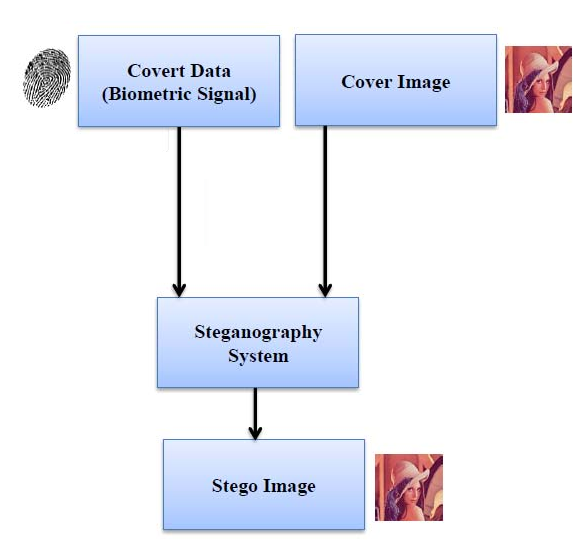 Covert Data
(Biometric Signal)
Cover Image
Steganography
System
Stego Image